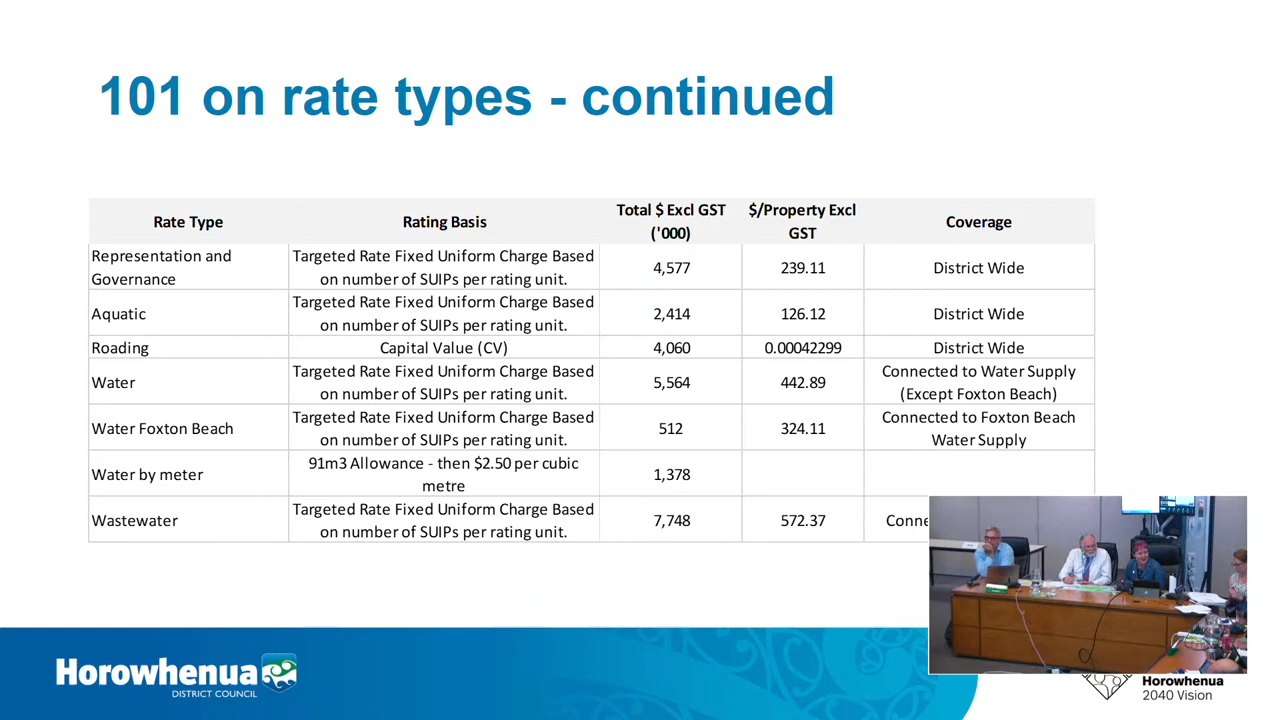 101 on rate types - continued
Rate Type
Rating Basis
Total $ Excl GST
('000)
$/Property Excl
GST
Coverage
Representation and
Governance
Targeted Rate Fixed Uniform Charge Based
on number of SUIPs per rating unit.
4,577
239.11
District Wide
Aquatic
Targeted Rate Fixed Uniform Charge Based
on number of SUIPs per rating unit.
2,414
126.12
District Wide
Roading
Capital Value (CV)
4,060
0.00042299
District Wide
Water
Targeted Rate Fixed Uniform Charge Based
on number of SUIPs per rating unit.
5,564
442.89
Connected to Water Supply
(Except Foxton Beach)
Water Foxton Beach
Targeted Rate Fixed Uniform Charge Based
on number of SUIPs per rating unit.
512
324.11
Connected to Foxton Beach
Water Supply
Water by meter
91m3 Allowance - then $2.50 per cubic
metre
1,378
Wastewater
Targeted Rate Fixed Uniform Charge Based
on number of SUIPs per rating unit.
7,748
572.37
Horowhenua
DISTRICT COUNCIL
Horowhenua
2040 Vision